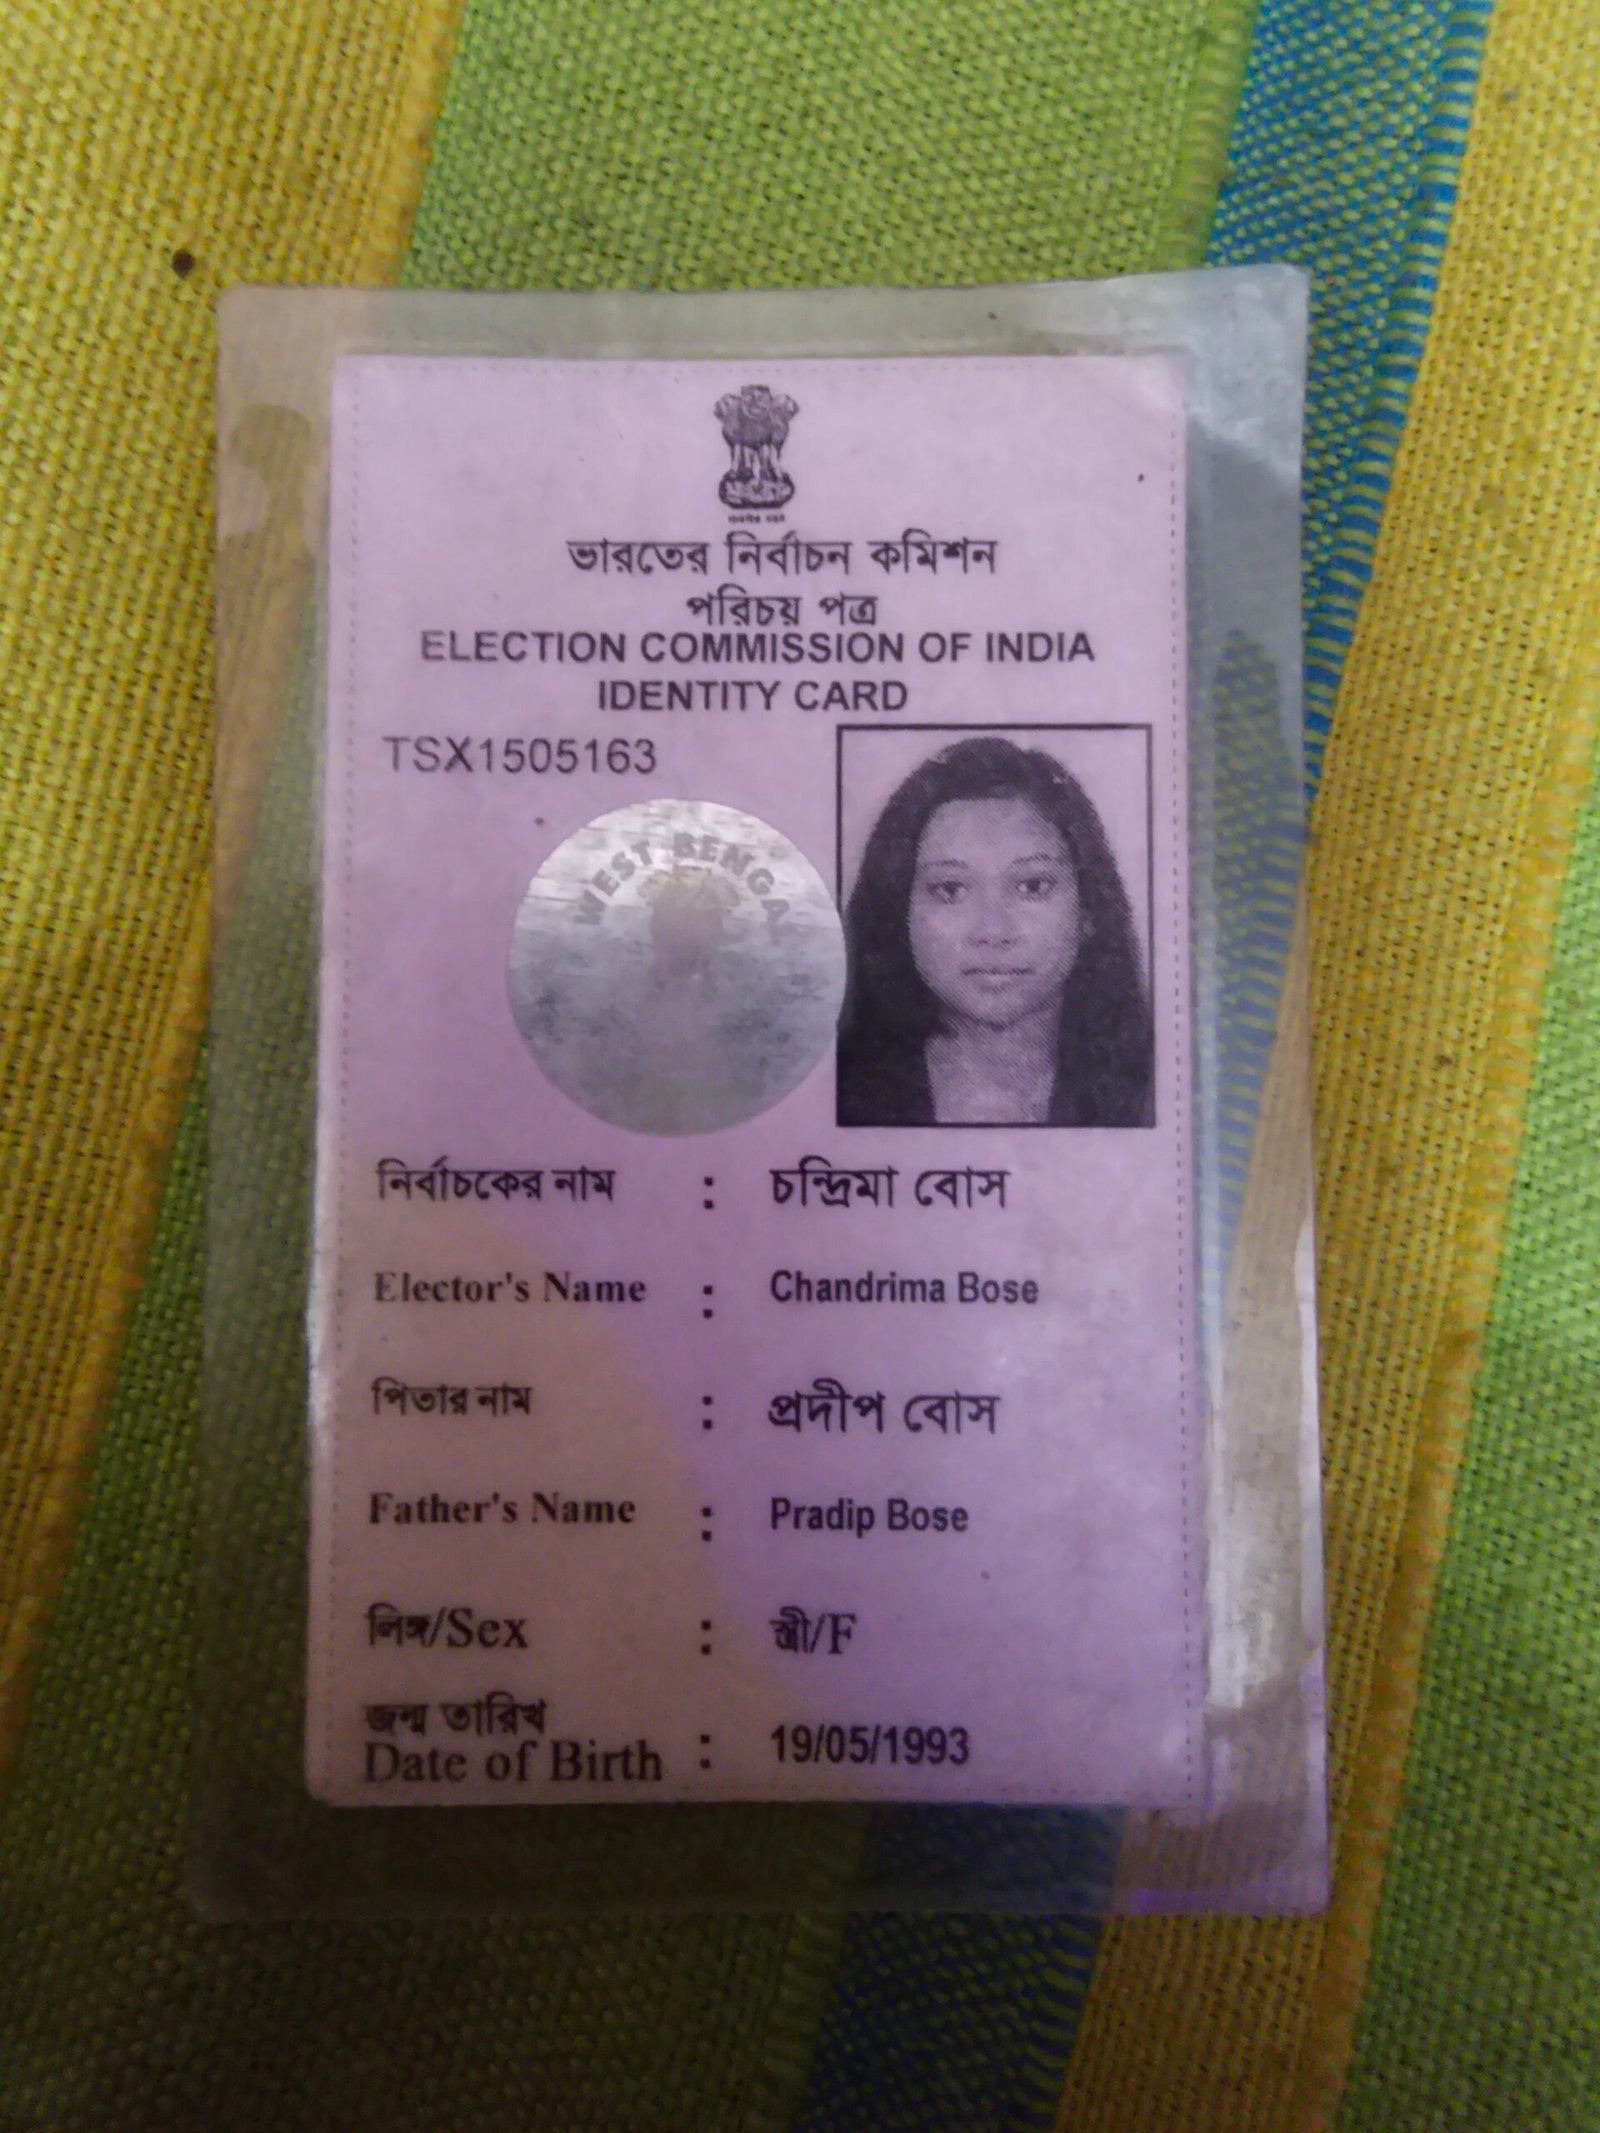 ভারতের নির্বাচন কমিশন
পরিচয় পত্র
ELECTION COMMISSION OF INDIA
IDENTITY CARD
TSX1505163
WEST BENGAL
নির্বাচকের নাম : চন্দ্রিমা বোস
Elector's Name : Chandrima Bose
পিতার নাম : প্রদীপ বোস
Father's Name : Pradip Bose
লিঙ্গ/Sex : স্ত্রী/F
জন্ম তারিখ
Date of Birth : 19/05/1993